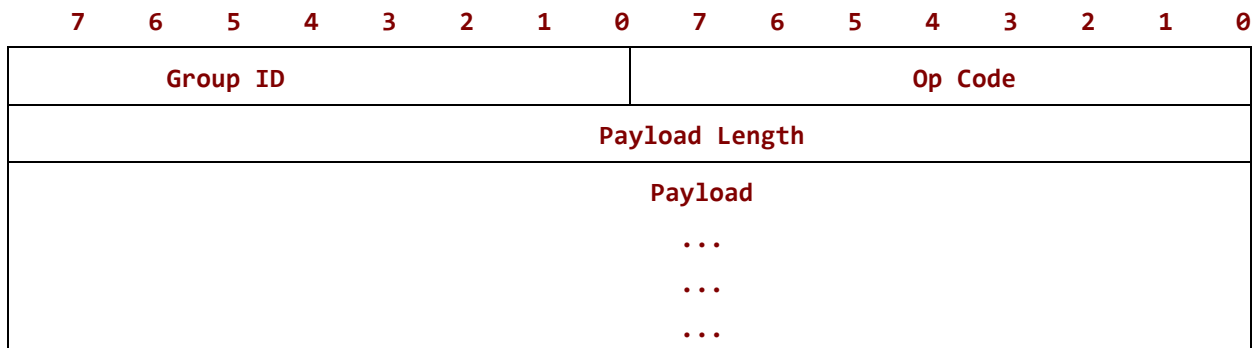 7 6 5 4 3 2 1 0 7 6 5 4 3 2 1 0
Group ID Op Code
Payload Length
Payload
...
...
...